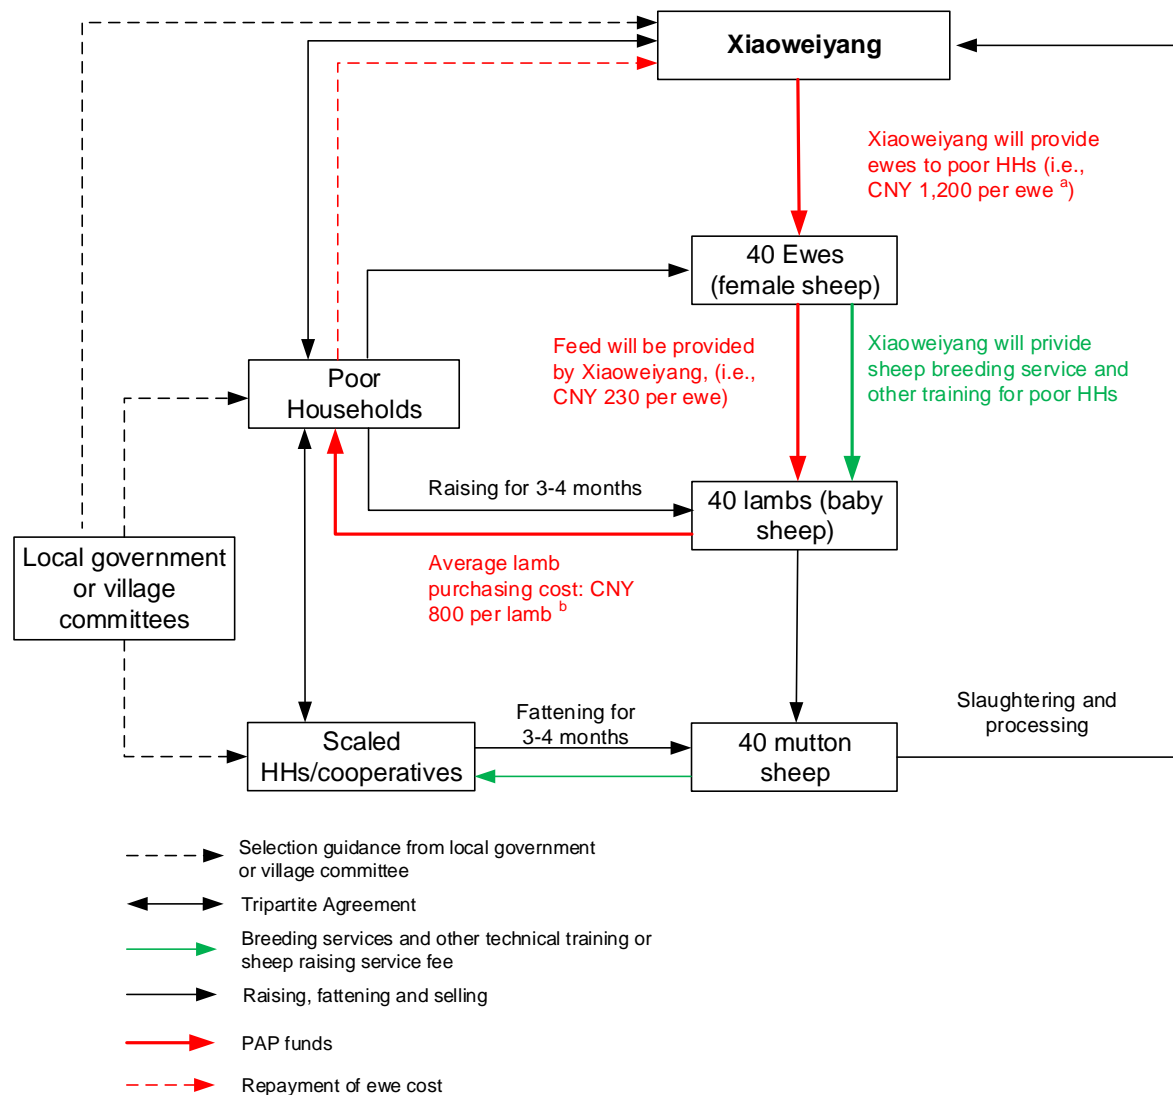 Xiaoweiyang
Xiaoweiyang will provide
ewes to poor HHs (i.e.,
CNY 1,200 per ewe a)
40 Ewes
(female sheep)
Feed will be provided
by Xiaoweiyang, (i.e.,
CNY 230 per ewe)
Xiaoweiyang will privide
sheep breeding service and
other training for poor HHs
Poor
Households
Raising for 3-4 months
40 lambs (baby
sheep)
Local government
or village
committees
Average lamb
purchasing cost: CNY
800 per lamb b
Scaled
HHs/cooperatives
Fattening for
3-4 months
40 mutton
sheep
Slaughtering and
processing
Selection guidance from local government
or village committee
Tripartite Agreement
Breeding services and other technical training or
sheep raising service fee
Raising, fattening and selling
PAP funds
Repayment of ewe cost